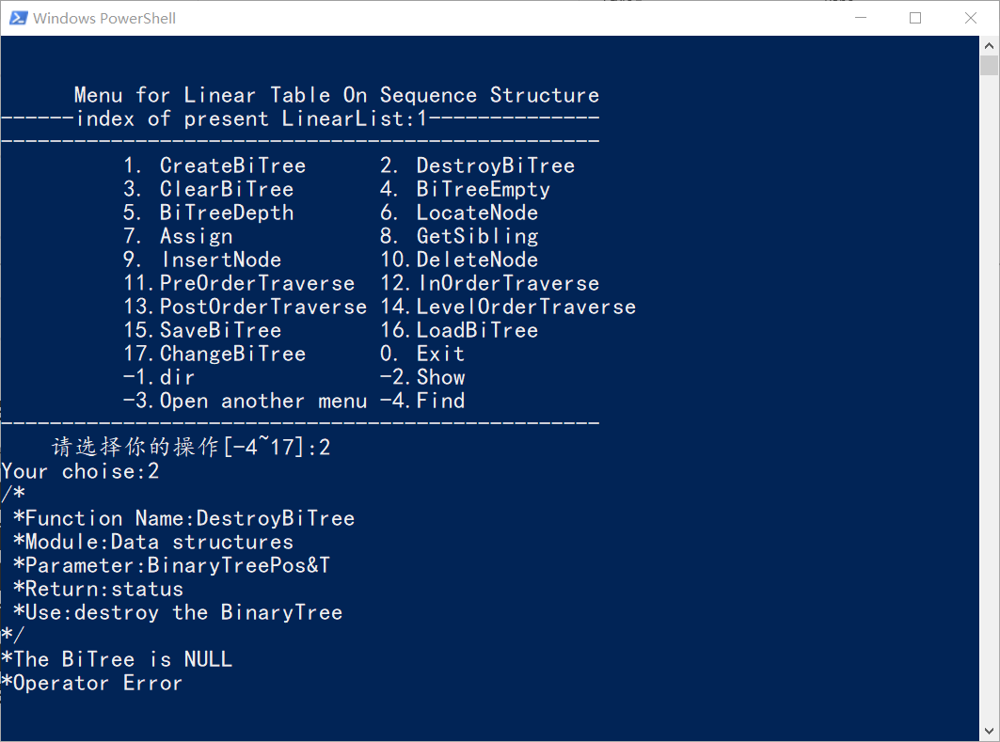 Windows PowerShell
Menu for Linear Table On Sequence Structure
------index of present LinearList:1--------------
-------------------------------------------------
1. CreateBiTree 2. DestroyBiTree
3. ClearBiTree 4. BiTreeEmpty
5. BiTreeDepth 6. LocateNode
7. Assign 8. GetSibling
9. InsertNode 10.DeleteNode
11.PreOrderTraverse 12.InOrderTraverse
13.PostOrderTraverse 14.LevelOrderTraverse
15.SaveBiTree 16.LoadBiTree
17.ChangeBiTree 0. Exit
-1.dir -2.Show
-3.Open another menu -4.Find
-------------------------------------------------
请选择你的操作[-4~17]:2
Your choise:2
/*
*Function Name:DestroyBiTree
*Module:Data structures
*Parameter:BinaryTreePos&T
*Return:status
*Use:destroy the BinaryTree
*/
*The BiTree is NULL
*Operator Error